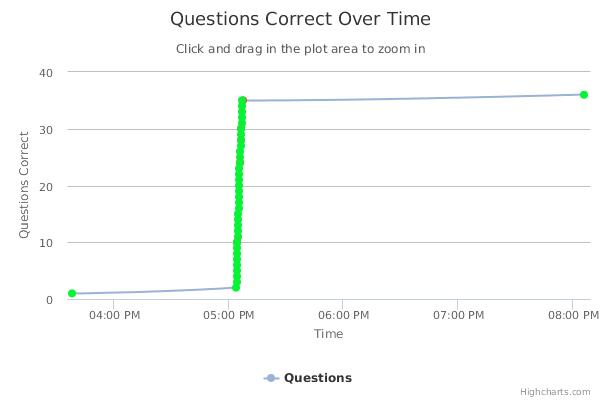 Questions Correct Over Time
Click and drag in the plot area to zoom in
Questions Correct
40
30
20
10
0
04:00 PM 05:00 PM 06:00 PM 07:00 PM 08:00 PM
Time
Questions
Highcharts.com